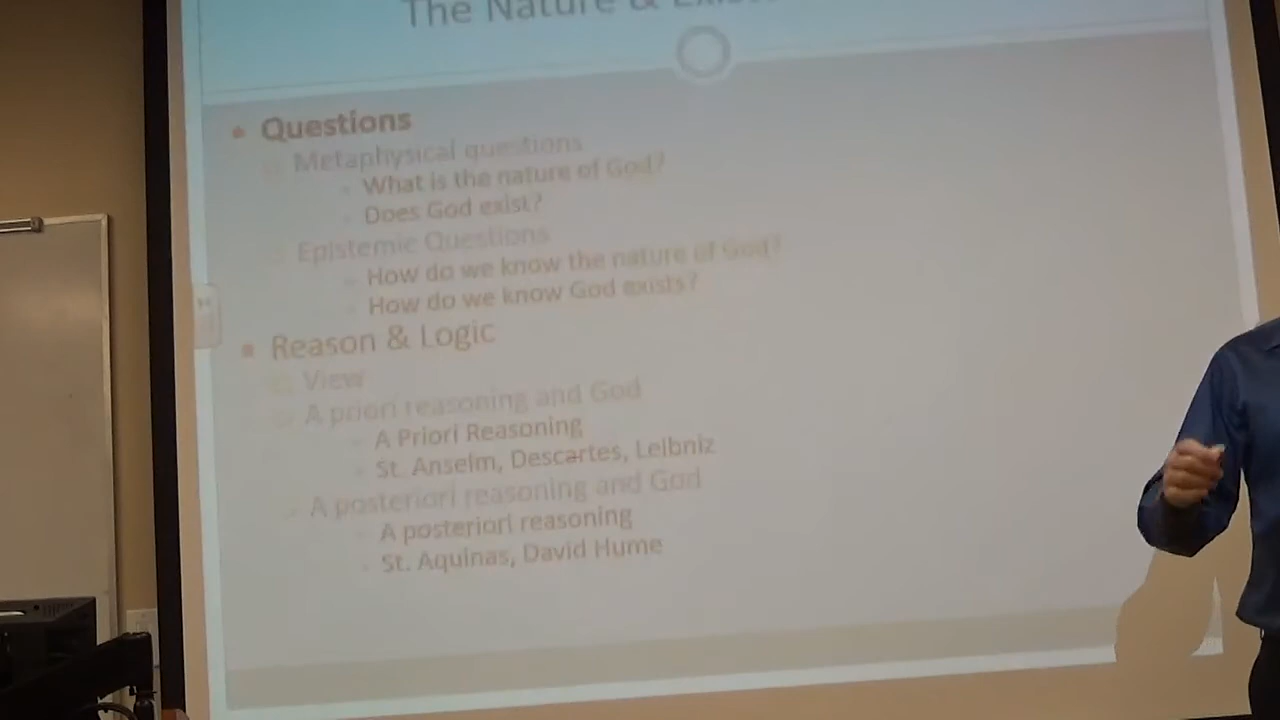 The Nature &
Questions
Metaphysical questions
What is the nature of God?
Does God exist?
Epistemic Questions
How do we know the nature of God?
How do we know God exists?
Reason & Logic
View
A priori reasoning and God
A Priori Reasoning
St. Anselm, Descartes, Leibniz
A posteriori reasoning and God
A posteriori reasoning
St. Aquinas, David Hume